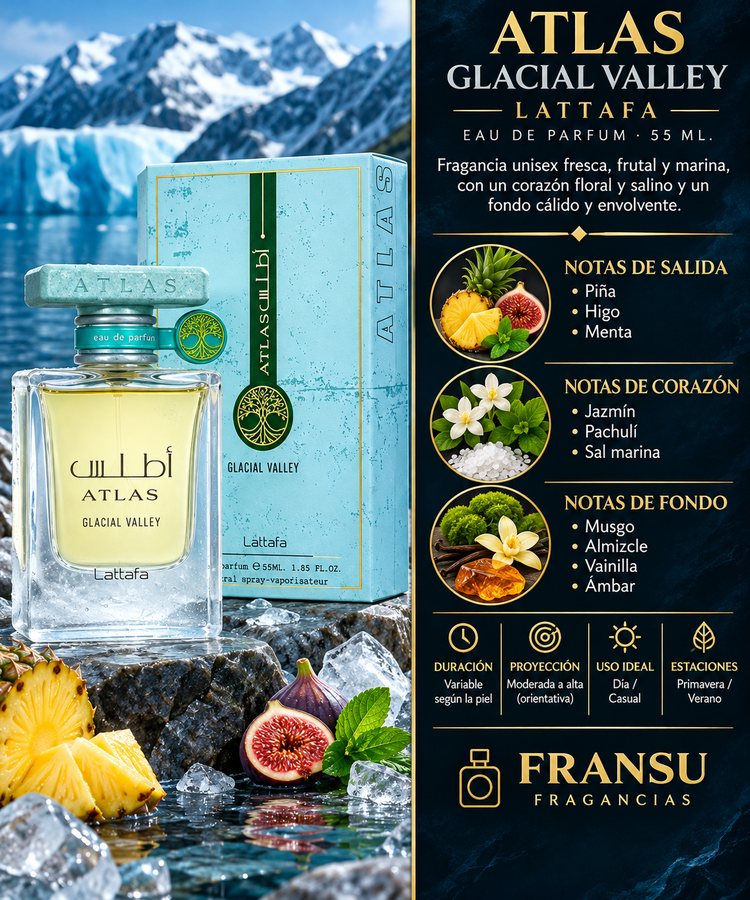 ATLAS
GLACIAL VALLEY
LATTAFA
EAU DE PARFUM · 55 ML.
Fragancia unisex fresca, frutal y marina,
con un corazón floral y salino y un
fondo cálido y envolvente.
NOTAS DE SALIDA
• Piña
• Higo
• Menta
NOTAS DE CORAZÓN
• Jazmín
• Pachulí
• Sal marina
NOTAS DE FONDO
• Musgo
• Almizcle
• Vainilla
• Ámbar
DURACIÓN
Variable
según la piel
PROYECCIÓN
Moderada a alta
(orientativa)
USO IDEAL
Día /
Casual
ESTACIONES
Primavera /
Verano
FRANSU
FRAGANCIAS
ATLAS
eau de parfum
أطلس
ATLAS
GLACIAL VALLEY
Lattafa
ATLAS
ATLAS أطلس
GLACIAL VALLEY
Lattafa
parfum ℮ 55ML. 1.85 FL.OZ.
spray-vaporisateur